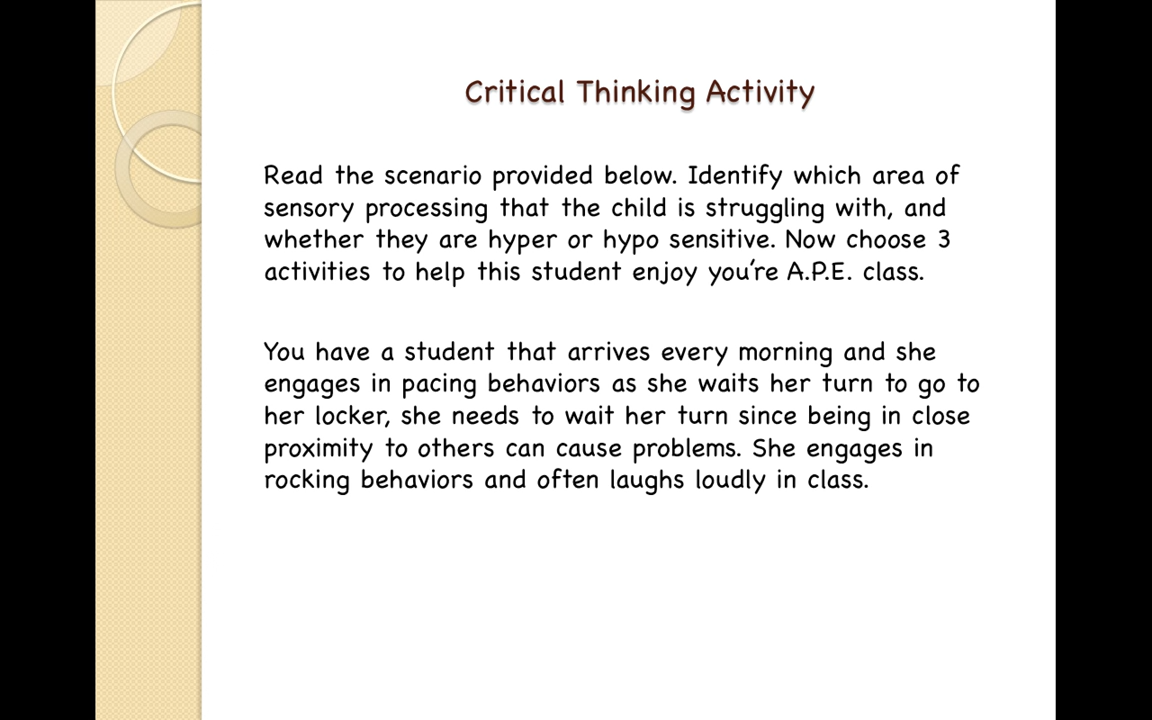 Critical Thinking Activity
Read the scenario provided below. Identify which area of
sensory processing that the child is struggling with, and
whether they are hyper or hypo sensitive. Now choose 3
activities to help this student enjoy you’re A.P.E. class.
You have a student that arrives every morning and she
engages in pacing behaviors as she waits her turn to go to
her locker, she needs to wait her turn since being in close
proximity to others can cause problems. She engages in
rocking behaviors and often laughs loudly in class.